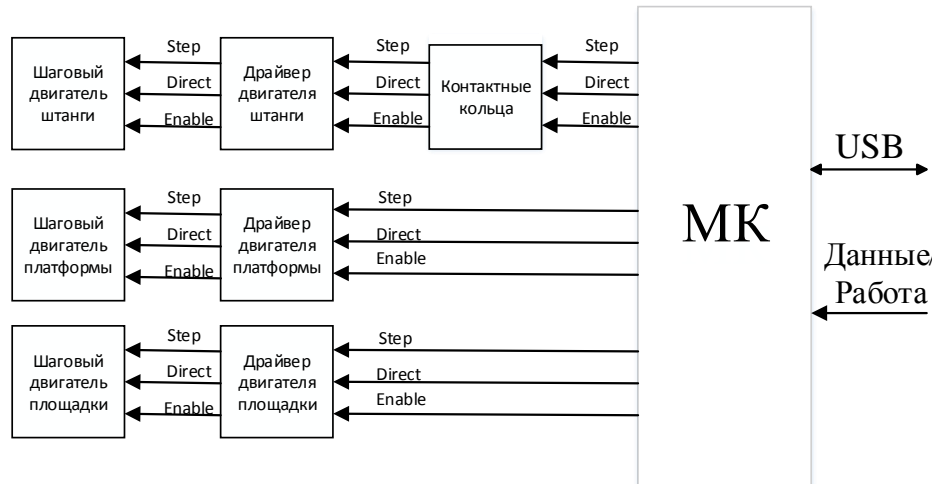 Step
Direct
Enable
Step
Direct
Enable
Step
Direct
Enable
Шаговый
двигатель
штанги
Драйвер
двигателя
штанги
Контактные
кольца
Step
Direct
Enable
Step
Direct
Enable
Шаговый
двигатель
платформы
Драйвер
двигателя
платформы
Step
Direct
Enable
Step
Direct
Enable
Шаговый
двигатель
площадки
Драйвер
двигателя
площадки
МК
USB
Данные/
Работа